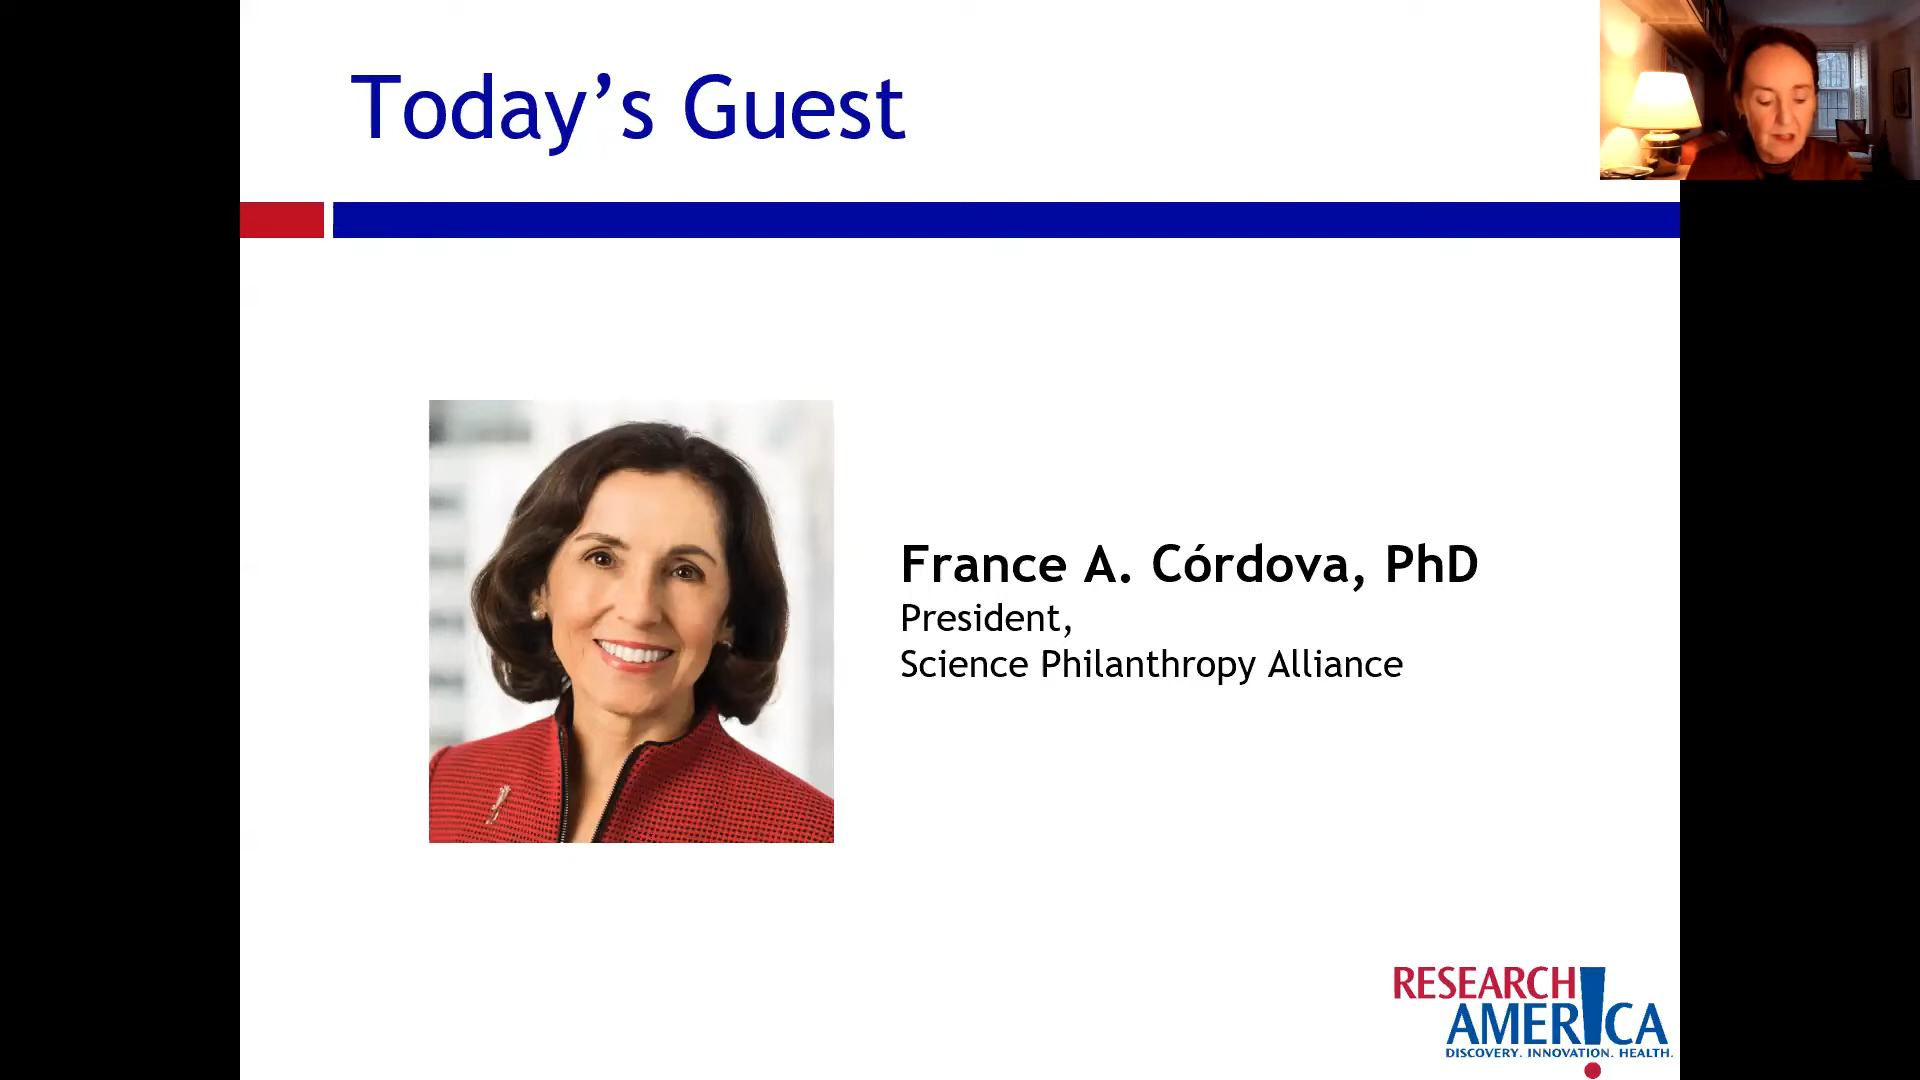 Today’s Guest
France A. Córdova, PhD
President,
Science Philanthropy Alliance
RESEARCH
AMERICA
DISCOVERY. INNOVATION. HEALTH.